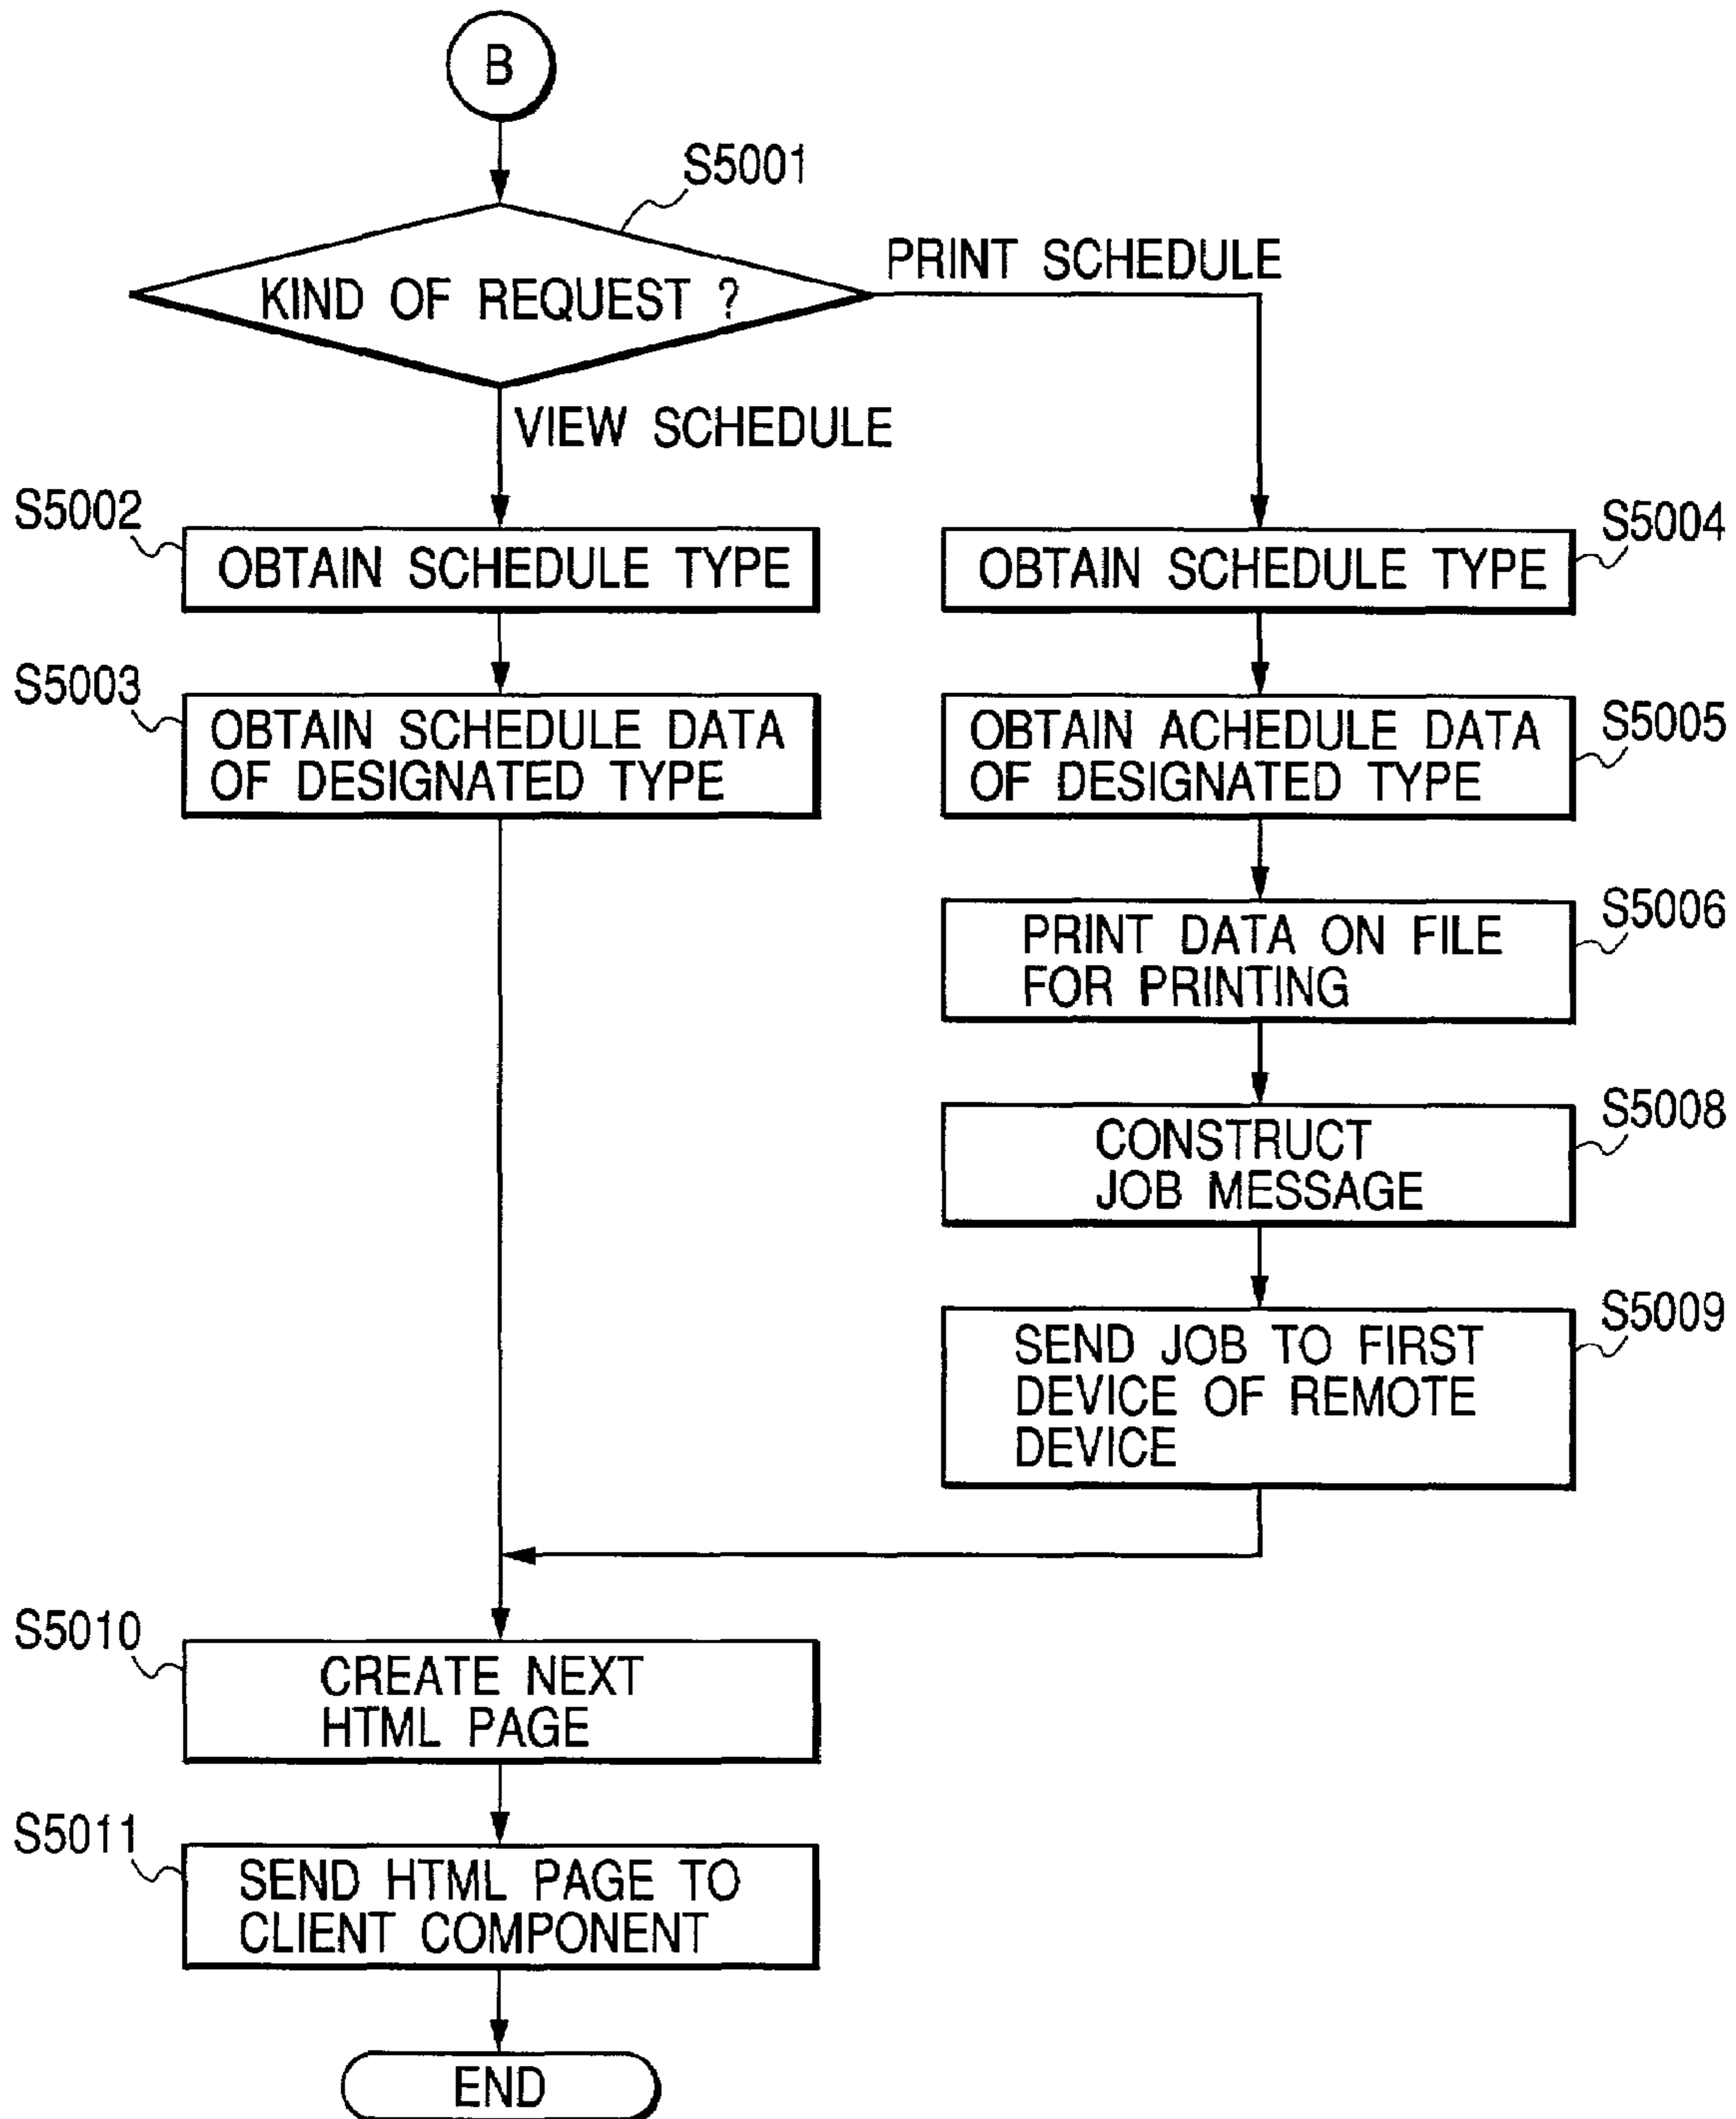 B
S5001
KIND OF REQUEST ?
PRINT SCHEDULE
VIEW SCHEDULE
S5002
OBTAIN SCHEDULE TYPE
S5004
OBTAIN SCHEDULE TYPE
S5003
OBTAIN SCHEDULE DATA
OF DESIGNATED TYPE
S5005
OBTAIN ACHEDULE DATA
OF DESIGNATED TYPE
S5006
PRINT DATA ON FILE
FOR PRINTING
S5008
CONSTRUCT
JOB MESSAGE
S5009
SEND JOB TO FIRST
DEVICE OF REMOTE
DEVICE
S5010
CREATE NEXT
HTML PAGE
S5011
SEND HTML PAGE TO
CLIENT COMPONENT
END